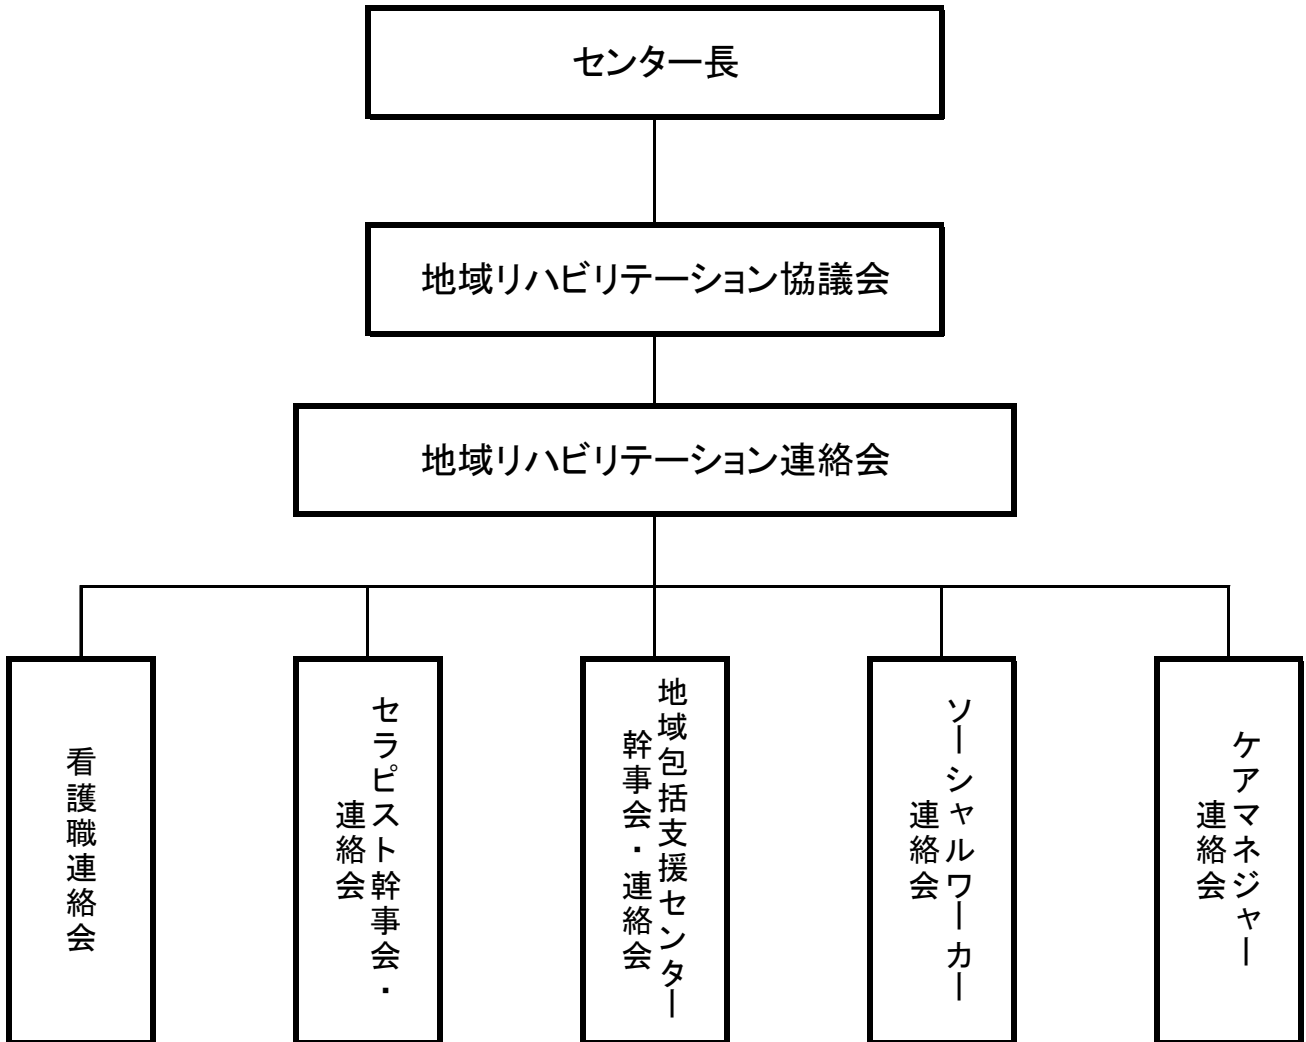 センター長
地域リハビリテーション協議会
地域リハビリテーション連絡会
看護職連絡会
セラピスト幹事会・
連絡会
地域包括支援センター
幹事会・連絡会
ソーシャルワーカー
連絡会
ケアマネジャー
連絡会